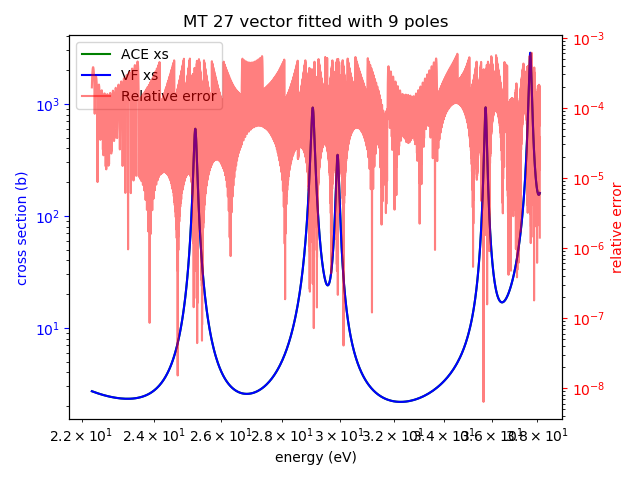 MT 27 vector fitted with 9 poles
ACE xs
VF xs
Relative error
cross section (b)
10³
10²
10¹
relative error
10⁻³
10⁻⁴
10⁻⁵
10⁻⁶
10⁻⁷
10⁻⁸
2.2 × 10¹ 2.4 × 10¹ 2.6 × 10¹ 2.8 × 10¹ 3 × 10¹ 3.2 × 10¹ 3.4 × 10¹ 3.6 × 10¹ 3.8 × 10¹
energy (eV)